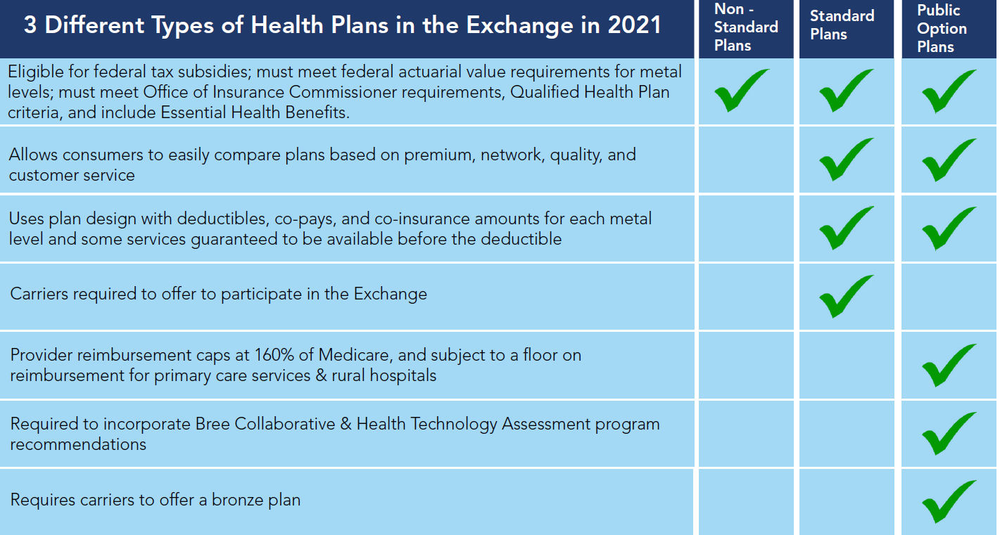 3 Different Types of Health Plans in the Exchange in 2021
Non -
Standard
Plans
Standard
Plans
Public
Option
Plans
Eligible for federal tax subsidies; must meet federal actuarial value requirements for metal
levels; must meet Office of Insurance Commissioner requirements, Qualified Health Plan
criteria, and include Essential Health Benefits.
Allows consumers to easily compare plans based on premium, network, quality, and
customer service
Uses plan design with deductibles, co-pays, and co-insurance amounts for each metal
level and some services guaranteed to be available before the deductible
Carriers required to offer to participate in the Exchange
Provider reimbursement caps at 160% of Medicare, and subject to a floor on
reimbursement for primary care services & rural hospitals
Required to incorporate Bree Collaborative & Health Technology Assessment program
recommendations
Requires carriers to offer a bronze plan